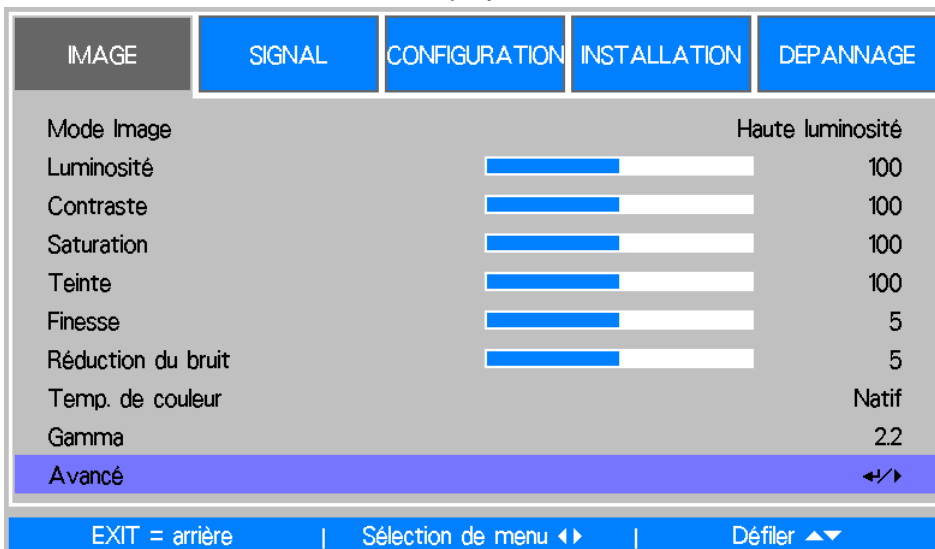 IMAGE SIGNAL CONFIGURATION INSTALLATION DÉPANNAGE
Mode Image Haute luminosité
Luminosité 100
Contraste 100
Saturation 100
Teinte 100
Finesse 5
Réduction du bruit 5
Temp. de couleur Natif
Gamma 2.2
Avancé ↵/▶
EXIT = arrière | Sélection de menu ◀▶ | Défiler ▲▼